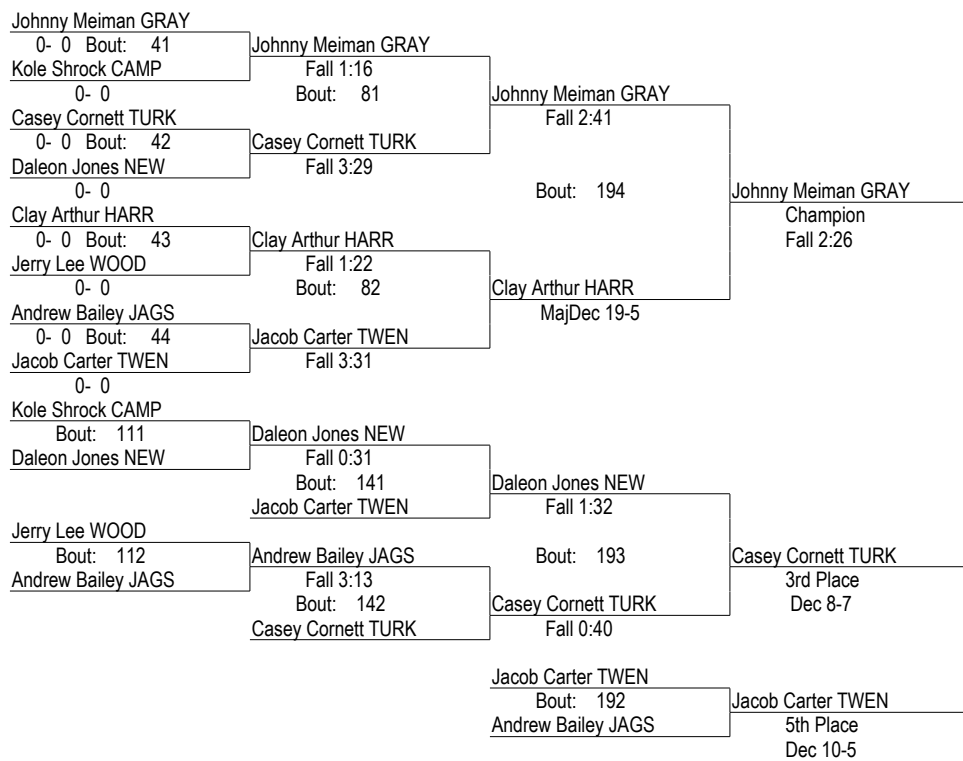 Johnny Meiman GRAY
0- 0 Bout: 41 Johnny Meiman GRAY
Kole Shrock CAMP Fall 1:16
0- 0 Bout: 81 Johnny Meiman GRAY
Casey Cornett TURK Fall 2:41
0- 0 Bout: 42 Casey Cornett TURK
Daleon Jones NEW Fall 3:29
0- 0 Bout: 194 Johnny Meiman GRAY
Clay Arthur HARR Champion
0- 0 Bout: 43 Clay Arthur HARR Fall 2:26
Jerry Lee WOOD Fall 1:22
0- 0 Bout: 82 Clay Arthur HARR
Andrew Bailey JAGS MajDec 19-5
0- 0 Bout: 44 Jacob Carter TWEN
Jacob Carter TWEN Fall 3:31
0- 0
Kole Shrock CAMP
Bout: 111 Daleon Jones NEW
Daleon Jones NEW Fall 0:31
Bout: 141 Daleon Jones NEW
Jacob Carter TWEN Fall 1:32
Jerry Lee WOOD
Bout: 112 Andrew Bailey JAGS Bout: 193 Casey Cornett TURK
Andrew Bailey JAGS Fall 3:13 3rd Place
Bout: 142 Casey Cornett TURK Dec 8-7
Casey Cornett TURK Fall 0:40
Jacob Carter TWEN
Bout: 192 Jacob Carter TWEN
Andrew Bailey JAGS 5th Place
Dec 10-5